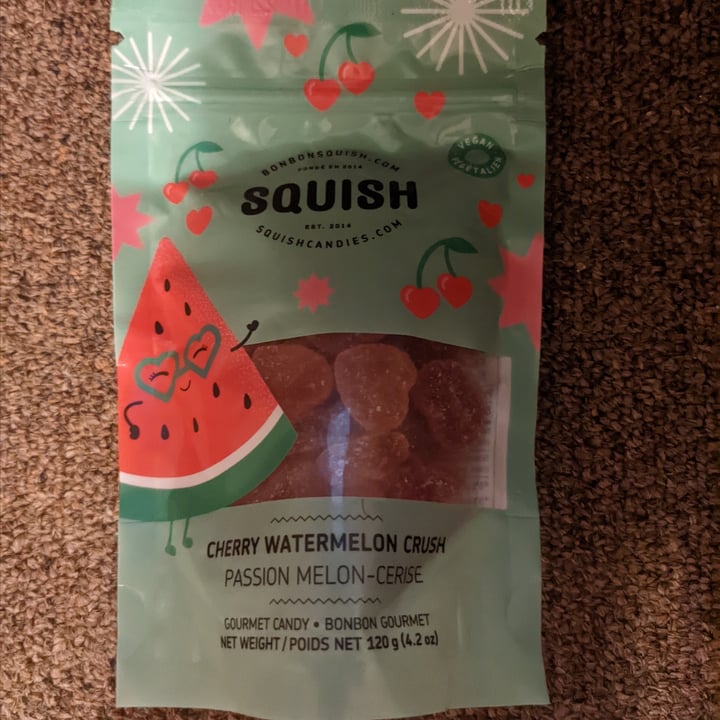 BONBONSQUISH.COM
FONDÉ EN 2014
SQUISH
EST. 2014
SQUISHCANDIES.COM
VEGAN
VÉGÉTALIEN
CHERRY WATERMELON CRUSH
PASSION MELON-CERISE
GOURMET CANDY • BONBON GOURMET
NET WEIGHT / POIDS NET 120 g (4.2 oz)